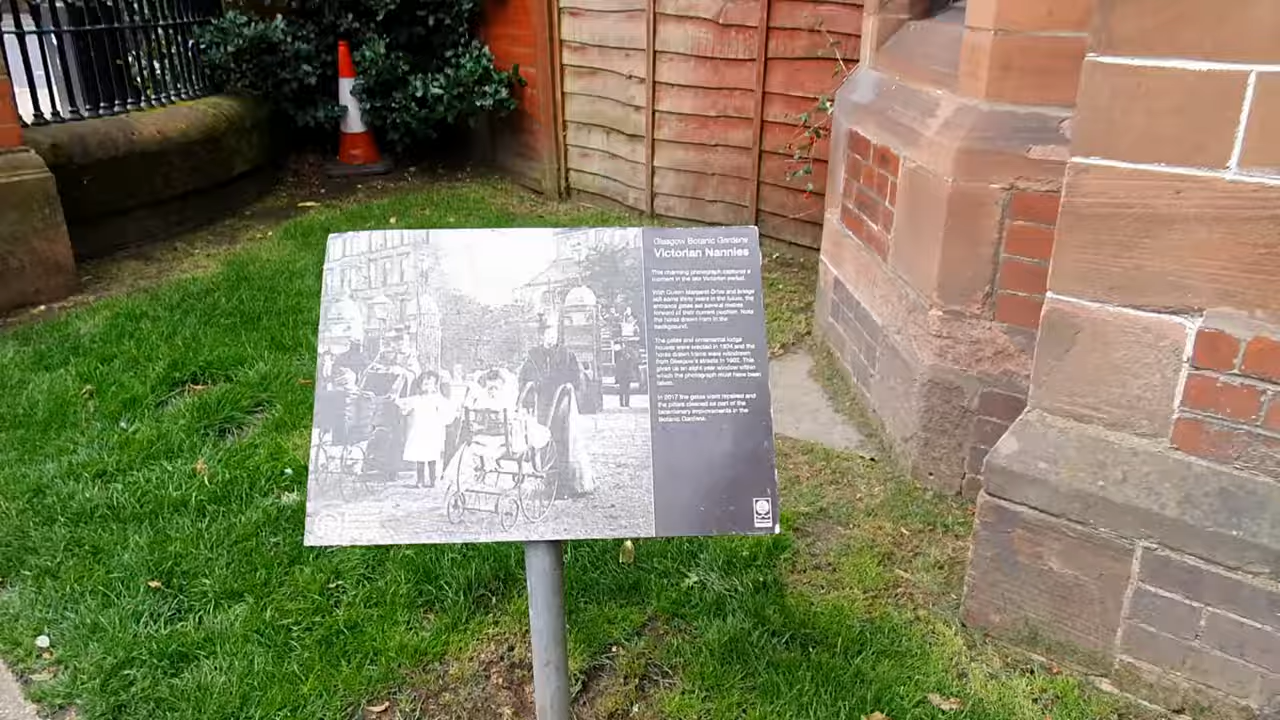 Glasgow Botanic Gardens
Victorian Nannies
This charming photograph captured a
moment in the late Victorian period.
With Queen Margaret Drive and bridge
still some thirty years in the future, the
entrance gates sat several metres
forward of their current position. Note
the horse drawn tram in the
background.
The gates and ornamental lodge
houses were erected in 1894 and the
horse drawn trams were withdrawn
from Glasgow's streets in 1902. This
gives us an eight year window within
which the photograph must have been
taken.
In 2017 the gates were repaired and
the pillars cleaned as part of the
bicentenary improvements in the
Botanic Gardens.